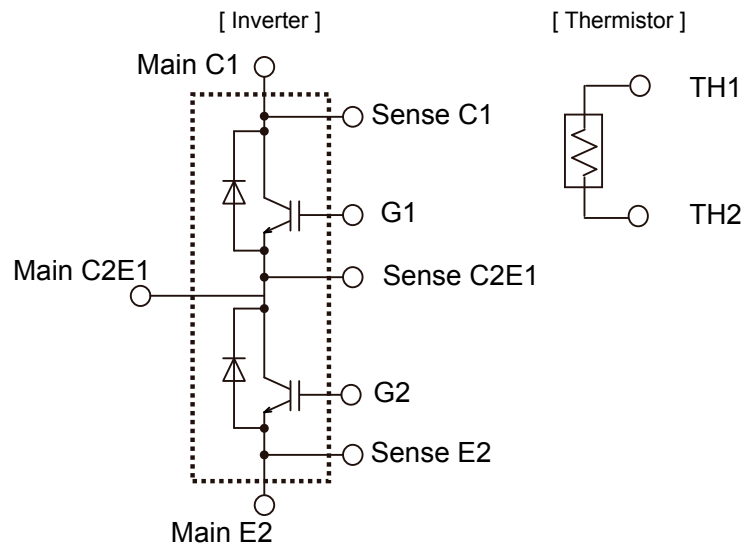 [ Inverter ]
[ Thermistor ]
Main C1
Sense C1
TH1
G1
TH2
Main C2E1
Sense C2E1
G2
Sense E2
Main E2